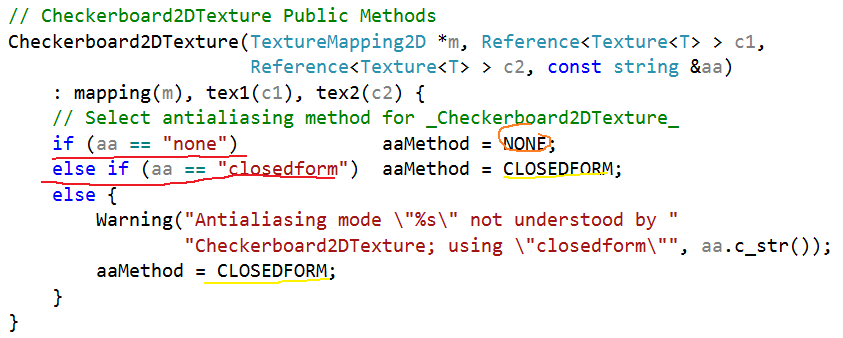 // Checkerboard2DTexture Public Methods
Checkerboard2DTexture(TextureMapping2D *m, Reference<Texture<T> > c1,
Reference<Texture<T> > c2, const string &aa)
: mapping(m), tex1(c1), tex2(c2) {
// Select antialiasing method for _Checkerboard2DTexture_
if (aa == "none") aaMethod = NONE;
else if (aa == "closedform") aaMethod = CLOSEDFORM;
else {
Warning("Antialiasing mode \"%s\" not understood by "
"Checkerboard2DTexture; using \"closedform\"", aa.c_str());
aaMethod = CLOSEDFORM;
}
}